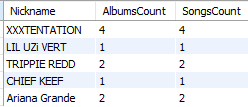 Nickname AlbumsCount SongsCount
XXXTENTATION 4 4
LIL UZi VERT 1 1
TRIPPIE REDD 2 2
CHIEF KEEF 1 1
Ariana Grande 2 2